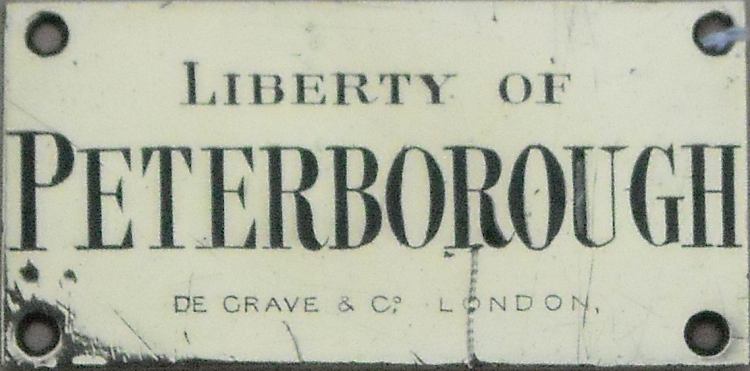 LIBERTY OF
PETERBOROUGH
DE GRAVE & Cº LONDON,